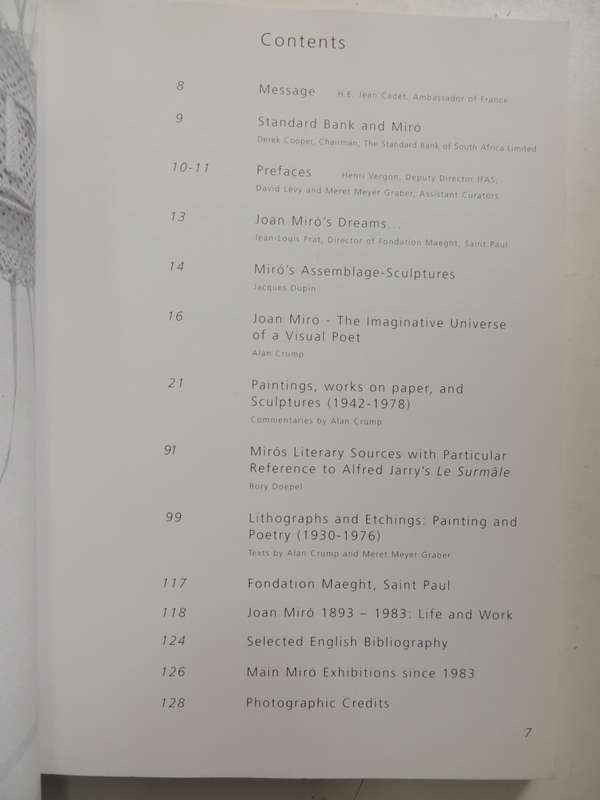 Contents
8 Message H.E. Jean Cadet, Ambassador of France
9 Standard Bank and Miró
Derek Cooper, Chairman, The Standard Bank of South Africa Limited
10-11 Prefaces Henri Vergon, Deputy Director IFAS;
David Lévy and Meret Meyer Graber, Assistant Curators
13 Joan Miró's Dreams...
Jean-Louis Prat, Director of Fondation Maeght, Saint Paul
14 Miró's Assemblage-Sculptures
Jacques Dupin
16 Joan Miró - The Imaginative Universe
of a Visual Poet
Alan Crump
21 Paintings, works on paper, and
Sculptures (1942-1978)
Commentaries by Alan Crump
91 Mirós Literary Sources with Particular
Reference to Alfred Jarry's Le Surmâle
Rory Doepel
99 Lithographs and Etchings: Painting and
Poetry (1930-1976)
Texts by Alan Crump and Meret Meyer Graber
117 Fondation Maeght, Saint Paul
118 Joan Miró 1893 – 1983: Life and Work
124 Selected English Bibliography
126 Main Miró Exhibitions since 1983
128 Photographic Credits
7